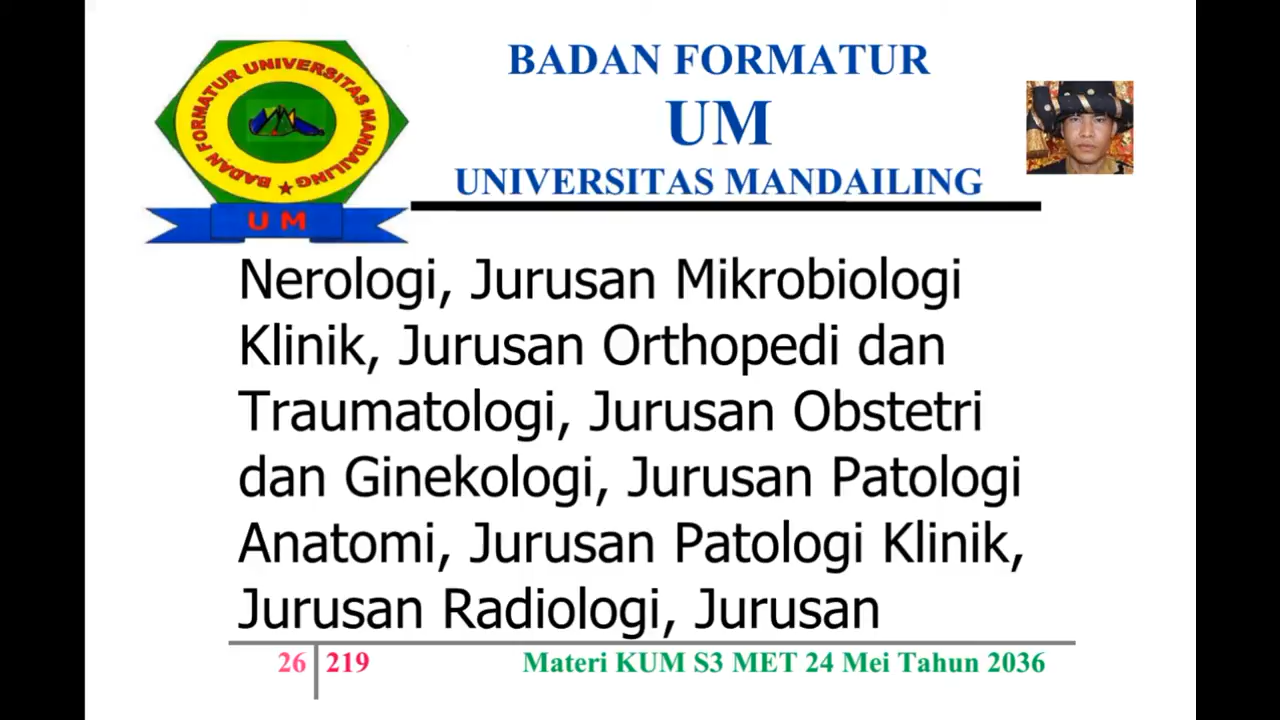 BADAN FORMATUR UNIVERSITAS MANDAILING
U M
BADAN FORMATUR
UM
UNIVERSITAS MANDAILING
Nerologi, Jurusan Mikrobiologi
Klinik, Jurusan Orthopedi dan
Traumatologi, Jurusan Obstetri
dan Ginekologi, Jurusan Patologi
Anatomi, Jurusan Patologi Klinik,
Jurusan Radiologi, Jurusan
26 219 Materi KUM S3 MET 24 Mei Tahun 2036